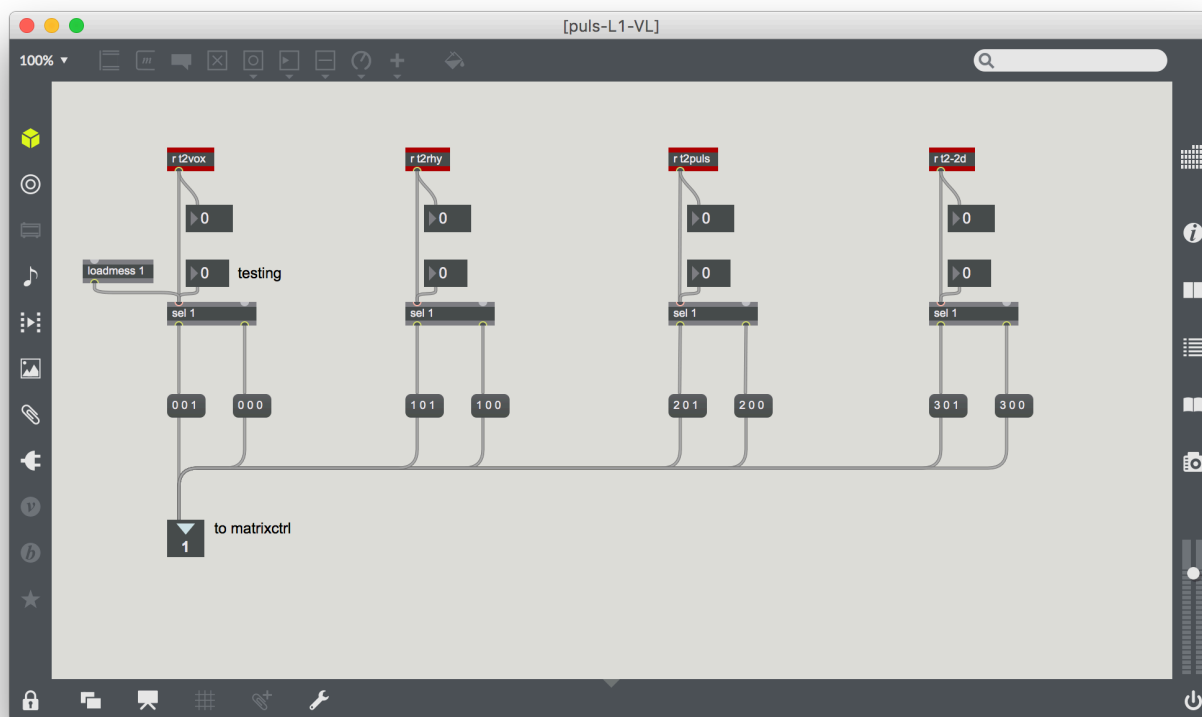 [puls-L1-VL]
100%
r t2vox
r t2rhy
r t2puls
r t2-2d
0
0
0
0
loadmess 1
0
testing
0
0
0
sel 1
sel 1
sel 1
sel 1
0 0 1
0 0 0
1 0 1
1 0 0
2 0 1
2 0 0
3 0 1
3 0 0
1
to matrixctrl